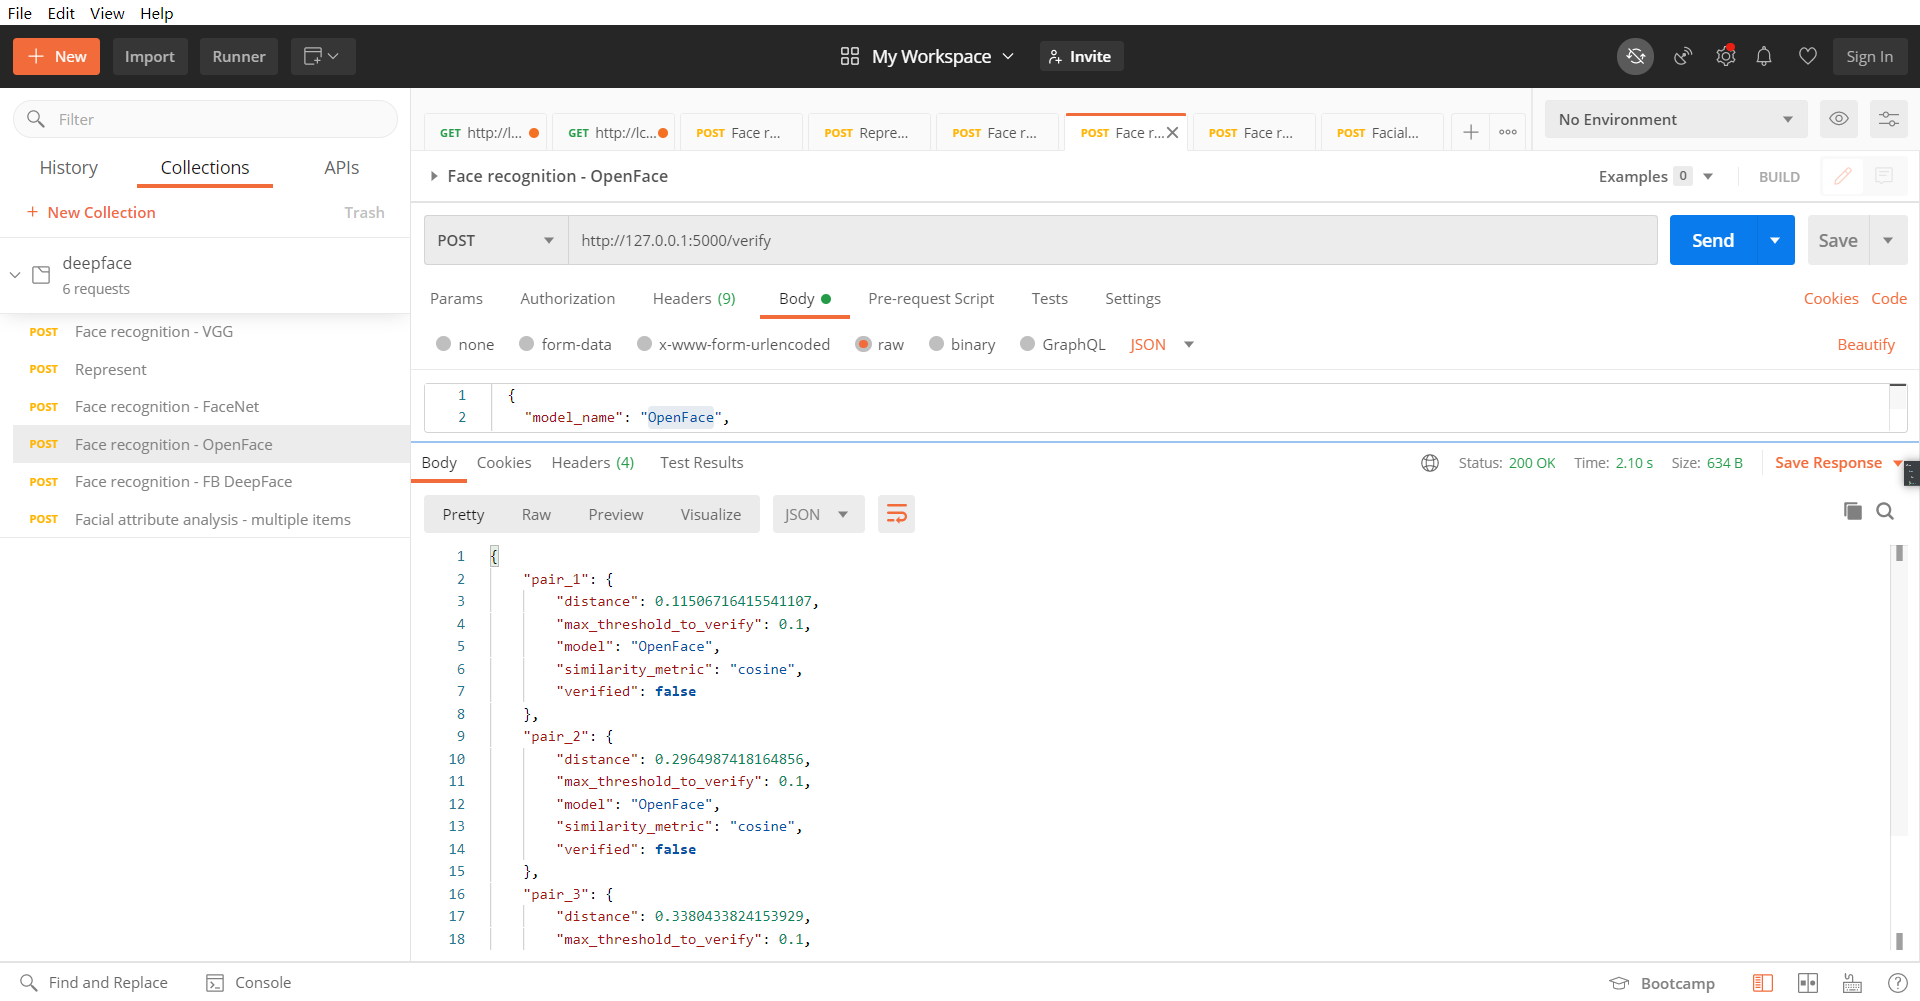 File Edit View Help
New Import Runner My Workspace Invite Sign In
Filter
History Collections APIs
+ New Collection Trash
deepface
6 requests
POST Face recognition - VGG
POST Represent
POST Face recognition - FaceNet
POST Face recognition - OpenFace
POST Face recognition - FB DeepFace
POST Facial attribute analysis - multiple items
GET http://l... GET http://lc... POST Face r... POST Repre... POST Face r... POST Face r... POST Face r... POST Facial... No Environment
Face recognition - OpenFace Examples 0 BUILD
POST http://127.0.0.1:5000/verify Send Save
Params Authorization Headers (9) Body Pre-request Script Tests Settings Cookies Code
none form-data x-www-form-urlencoded raw binary GraphQL JSON Beautify
1 {
2 "model_name": "OpenFace",
Body Cookies Headers (4) Test Results Status: 200 OK Time: 2.10 s Size: 634 B Save Response
Pretty Raw Preview Visualize JSON
1 {
2 "pair_1": {
3 "distance": 0.11506716415541107,
4 "max_threshold_to_verify": 0.1,
5 "model": "OpenFace",
6 "similarity_metric": "cosine",
7 "verified": false
8 },
9 "pair_2": {
10 "distance": 0.2964987418164856,
11 "max_threshold_to_verify": 0.1,
12 "model": "OpenFace",
13 "similarity_metric": "cosine",
14 "verified": false
15 },
16 "pair_3": {
17 "distance": 0.3380433824153929,
18 "max_threshold_to_verify": 0.1,
Find and Replace Console Bootcamp